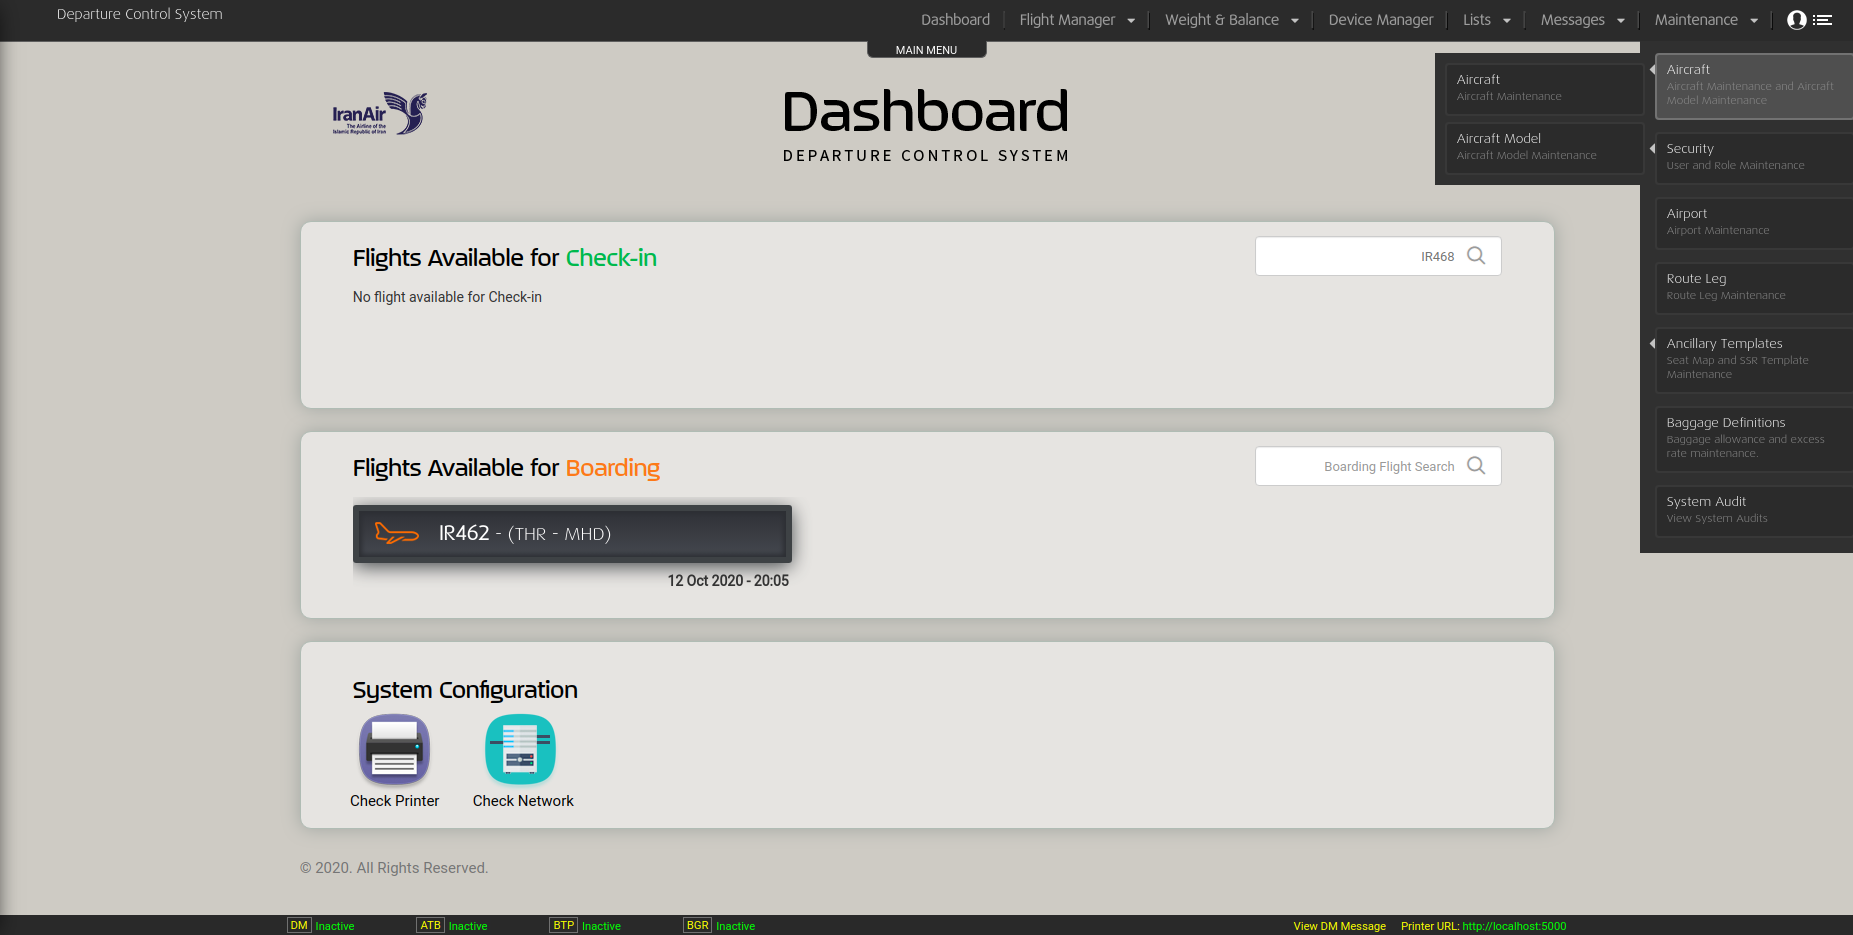 Departure Control System
Dashboard
Flight Manager
Weight & Balance
Device Manager
Lists
Messages
Maintenance
MAIN MENU
IranAir
The Airline of the
Islamic Republic of Iran
Dashboard
DEPARTURE CONTROL SYSTEM
Aircraft
Aircraft Maintenance
Aircraft Model
Aircraft Model Maintenance
Aircraft
Aircraft Maintenance and Aircraft
Model Maintenance
Security
User and Role Maintenance
Airport
Airport Maintenance
Route Leg
Route Leg Maintenance
Ancillary Templates
Seat Map and SSR Template
Maintenance
Baggage Definitions
Baggage allowance and excess
rate maintenance.
System Audit
View System Audits
Flights Available for Check-in
IR468
No flight available for Check-in
Flights Available for Boarding
Boarding Flight Search
IR462 - (THR - MHD)
12 Oct 2020 - 20:05
System Configuration
Check Printer
Check Network
© 2020. All Rights Reserved.
DM Inactive
ATB Inactive
BTP Inactive
BGR Inactive
View DM Message
Printer URL: http://localhost:5000